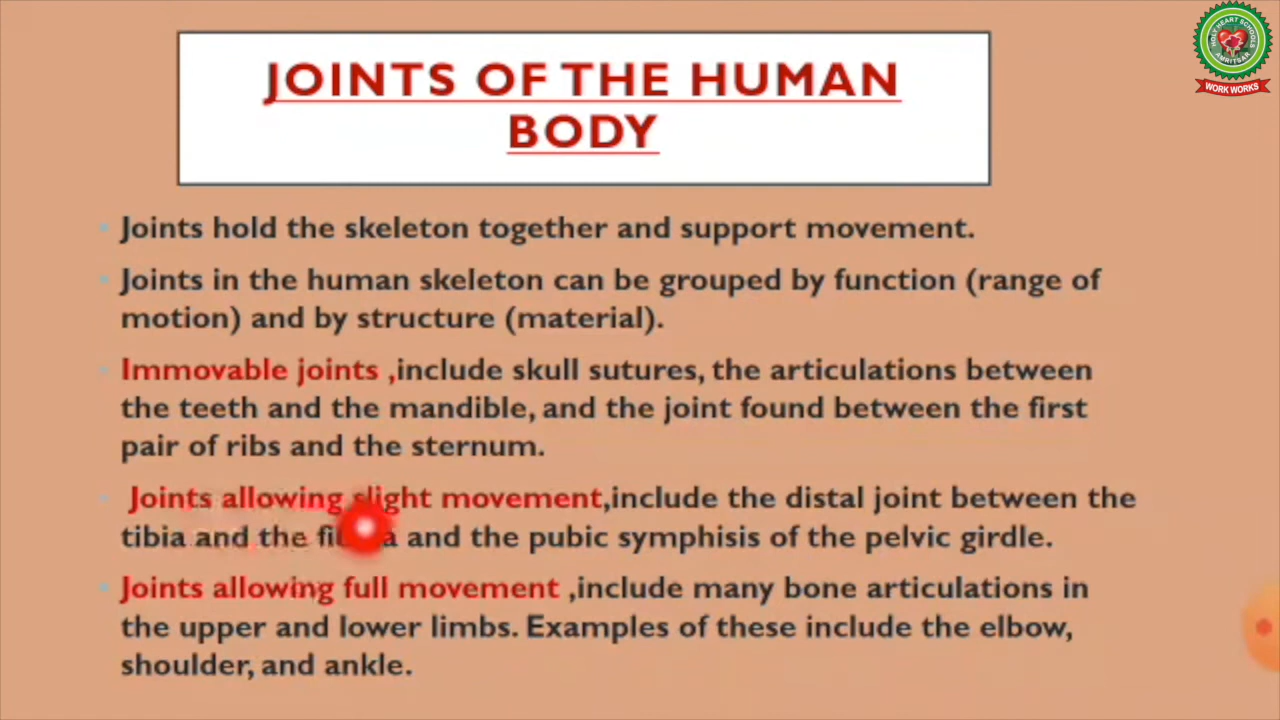 HOLY HEART SCHOOLS
AMRITSAR
WORK WORKS
JOINTS OF THE HUMAN
BODY
Joints hold the skeleton together and support movement.
Joints in the human skeleton can be grouped by function (range of
motion) and by structure (material).
Immovable joints ,include skull sutures, the articulations between
the teeth and the mandible, and the joint found between the first
pair of ribs and the sternum.
Joints allowing slight movement,include the distal joint between the
tibia and the and the pubic symphisis of the pelvic girdle.
Joints allowing full movement ,include many bone articulations in
the upper and lower limbs. Examples of these include the elbow,
shoulder, and ankle.